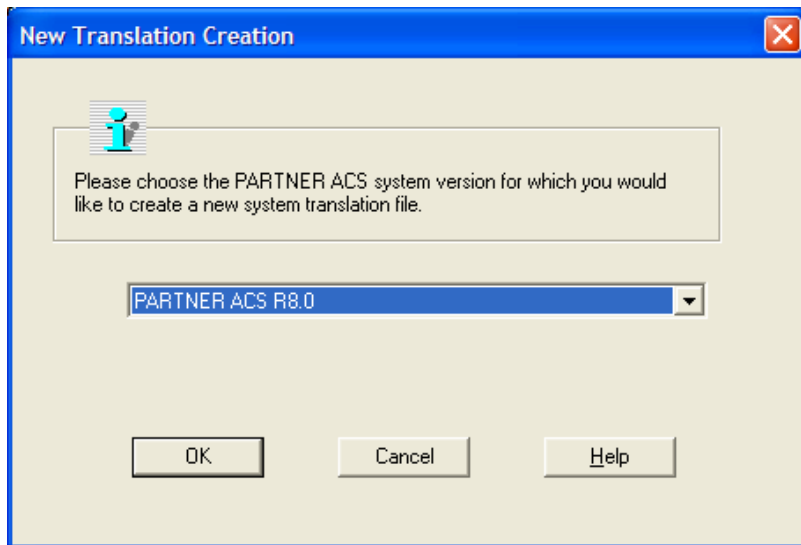 New Translation Creation
Please choose the PARTNER ACS system version for which you would
like to create a new system translation file.
PARTNER ACS R8.0
OK Cancel Help